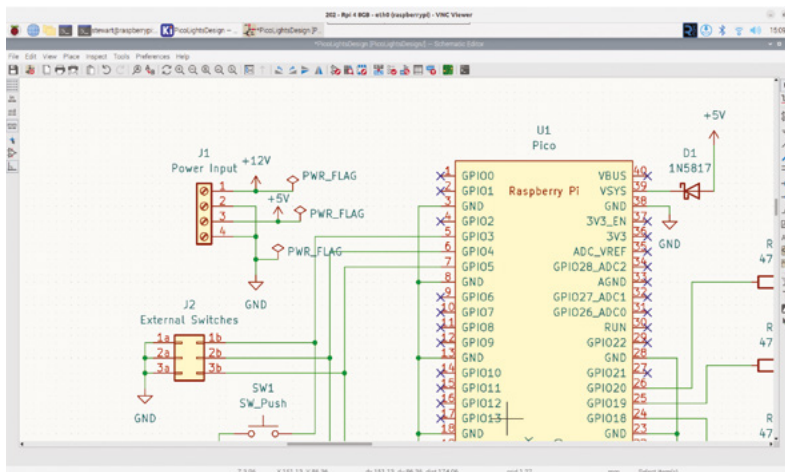 202 - Rpi 4 8GB - eth0 (raspberrypi) - VNC Viewer
stewart@raspberrypi...
PicoLightsDesign — ...
*PicoLightsDesign [P...
15:09
*PicoLightsDesign [PicoLightsDesign/] — Schematic Editor
File Edit View Place Inspect Tools Preferences Help
J1
Power Input
+12V
PWR_FLAG
1
2
3
4
+5V
PWR_FLAG
PWR_FLAG
GND
J2
External Switches
1a 1b
2a 2b
3a 3b
GND
SW1
SW_Push
U1
Pico
Raspberry Pi
1 GPIO0
2 GPIO1
3 GND
4 GPIO2
5 GPIO3
6 GPIO4
7 GPIO5
8 GND
9 GPIO6
10 GPIO7
11 GPIO8
12 GPIO9
13 GND
14 GPIO10
15 GPIO11
16 GPIO12
17 GPIO13
18 GND
VBUS 40
VSYS 39
GND 38
3V3_EN 37
3V3 36
ADC_VREF 35
GPIO28_ADC2 34
AGND 33
GPIO27_ADC1 32
GPIO26_ADC0 31
RUN 30
GPIO22 29
GND 28
GPIO21 27
GPIO20 26
GPIO19 25
GPIO18 24
GND 23
D1
1N5817
+5V
GND
R
47
R
47
R
47